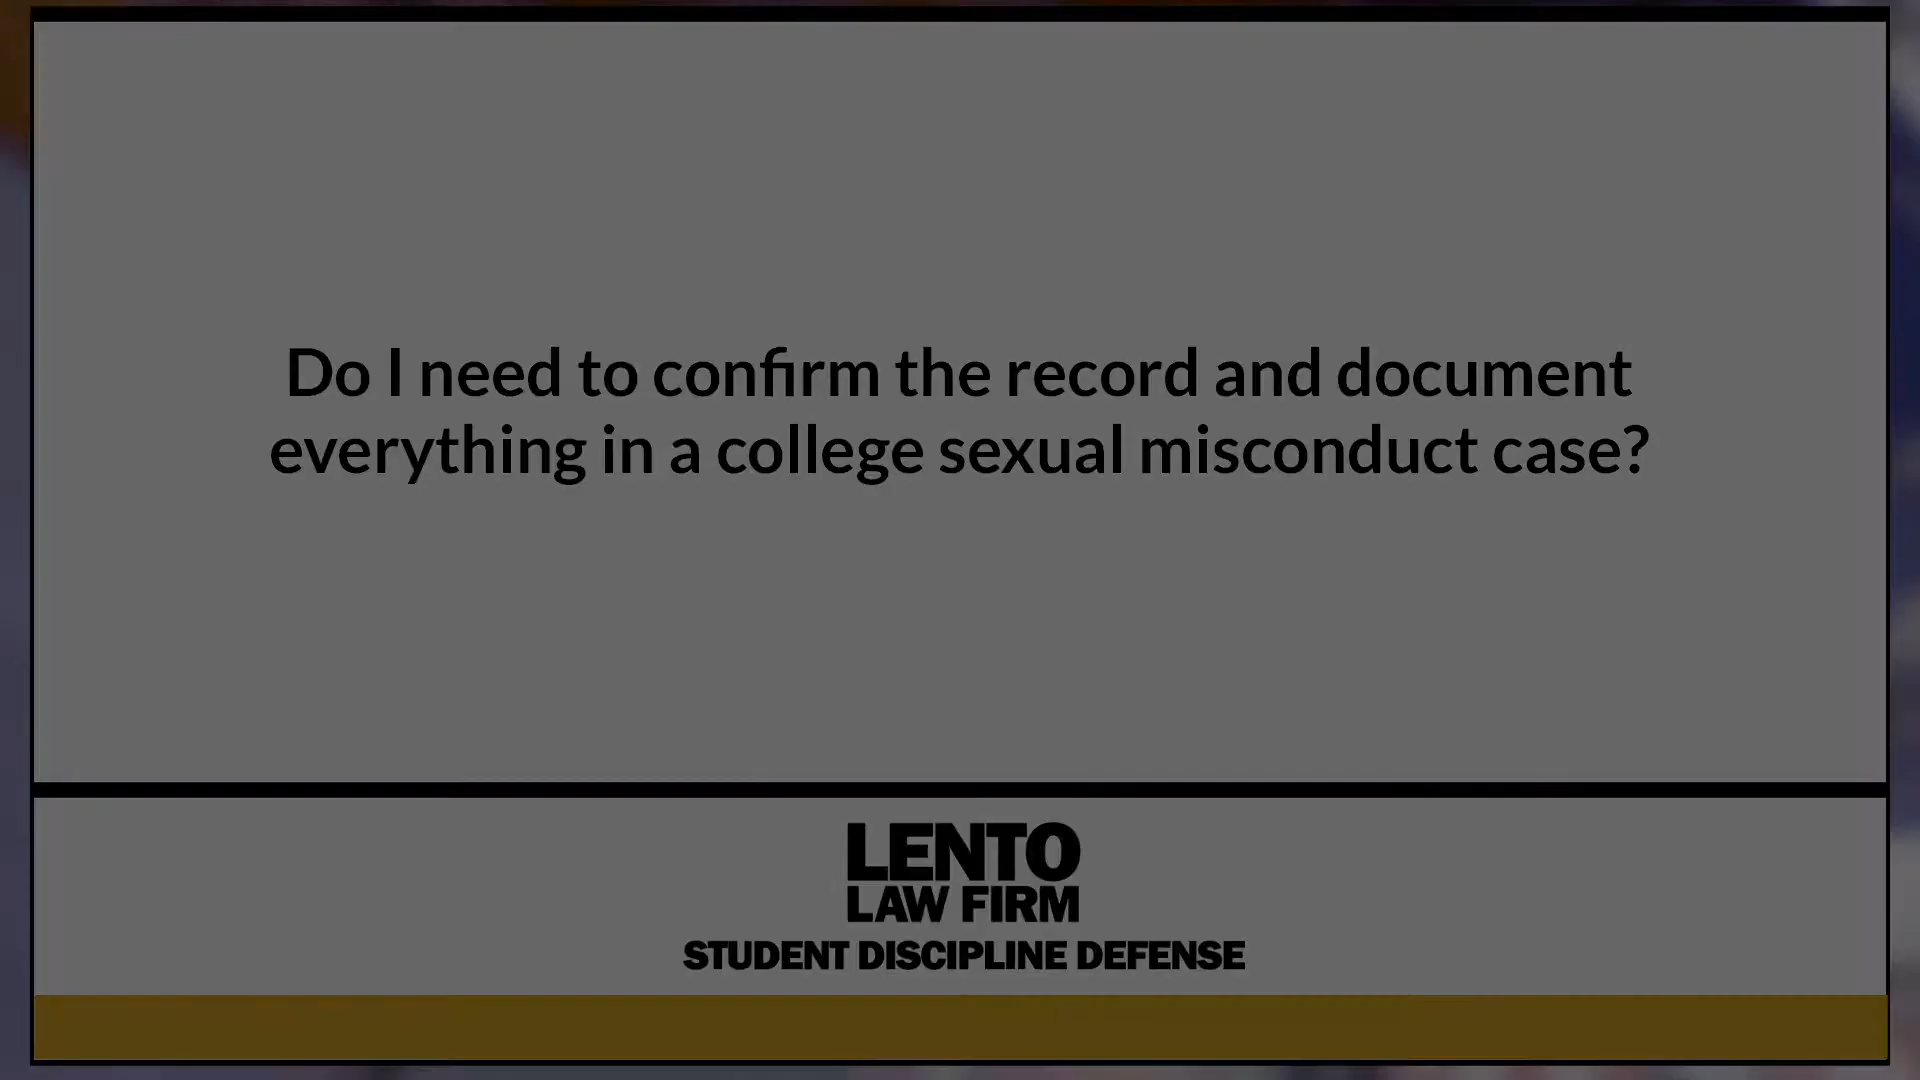 Do I need to confirm the record and document
everything in a college sexual misconduct case?
LENTO
LAW FIRM
STUDENT DISCIPLINE DEFENSE